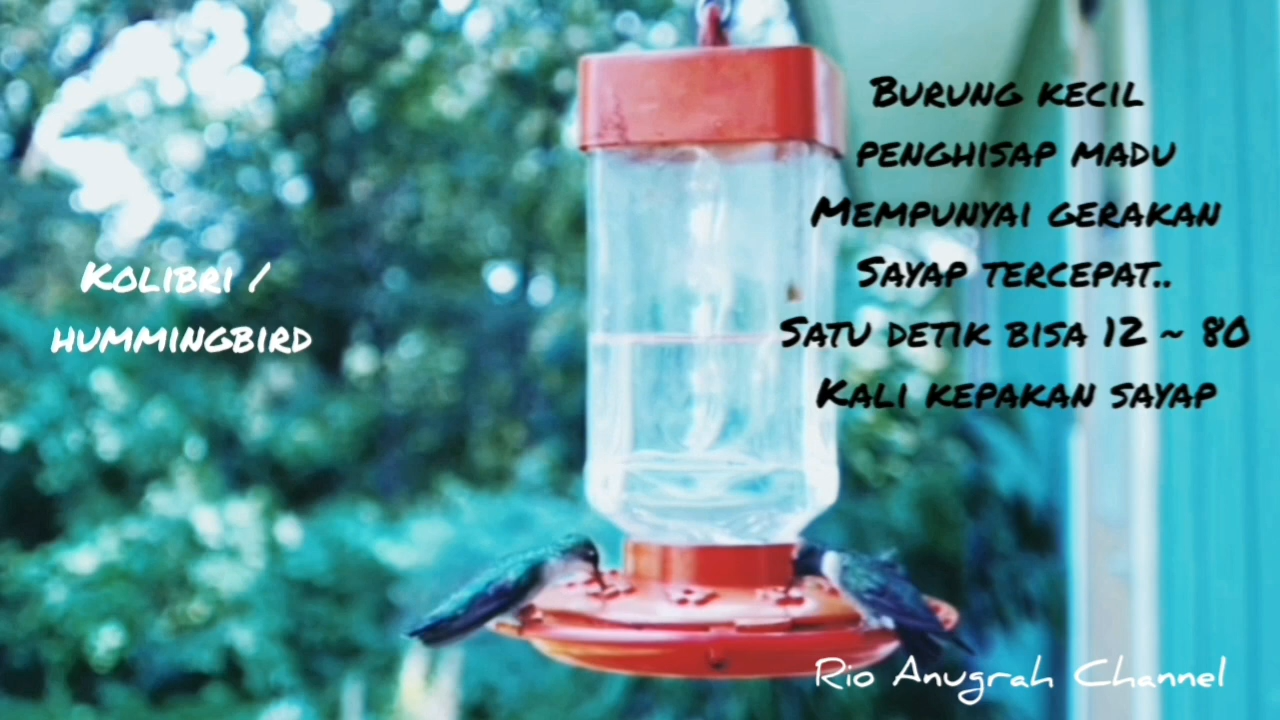 Kolibri /
hummingbird
Burung kecil
penghisap madu
Mempunyai gerakan
Sayap tercepat..
Satu detik bisa 12 ~ 80
Kali kepakan sayap
Rio Anugrah Channel